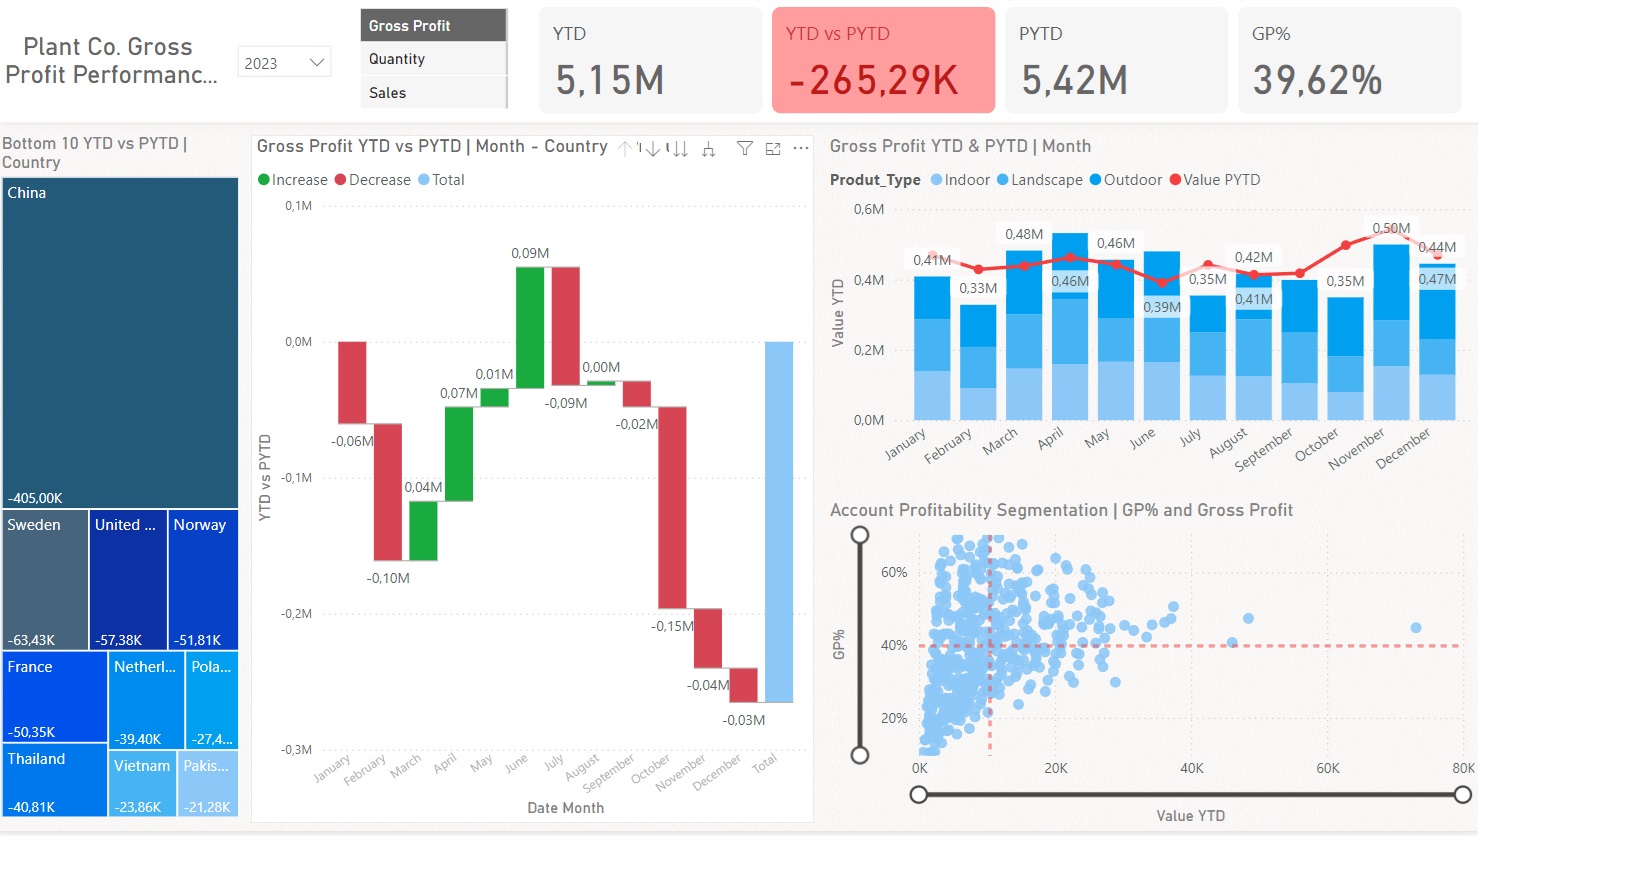 Plant Co. Gross
Profit Performanc...
2023
Gross Profit
Quantity
Sales
YTD
5,15M
YTD vs PYTD
-265,29K
PYTD
5,42M
GP%
39,62%
Bottom 10 YTD vs PYTD |
Country
China
-405,00K
Sweden
-63,43K
United ...
-57,38K
Norway
-51,81K
France
-50,35K
Netherl...
-39,40K
Pola...
-27,4...
Thailand
-40,81K
Vietnam
-23,86K
Pakis...
-21,28K
Gross Profit YTD vs PYTD | Month - Country
Increase Decrease Total
YTD vs PYTD
0,1M
0,0M
-0,1M
-0,2M
-0,3M
-0,06M
-0,10M
0,04M
0,07M
0,01M
0,09M
-0,09M
0,00M
-0,02M
-0,15M
-0,04M
-0,03M
January February March April May June July August September October November December Total
Date Month
Gross Profit YTD & PYTD | Month
Produt_Type Indoor Landscape Outdoor Value PYTD
Value YTD
0,6M
0,4M
0,2M
0,0M
0,41M
0,33M
0,48M
0,46M
0,46M
0,39M
0,35M
0,42M
0,41M
0,35M
0,50M
0,44M
0,47M
January February March April May June July August September October November December
Account Profitability Segmentation | GP% and Gross Profit
GP%
60%
40%
20%
0K 20K 40K 60K 80K
Value YTD